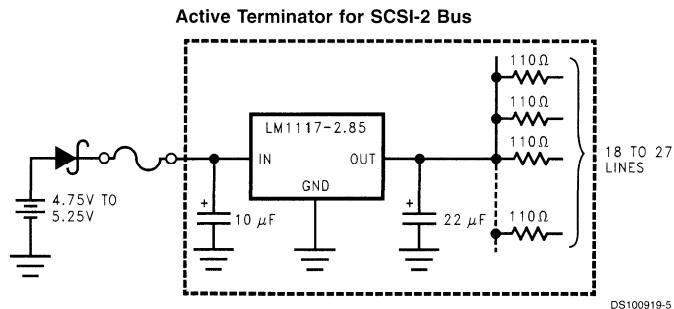 Active Terminator for SCSI-2 Bus
110Ω
110Ω
LM1117-2.85
110Ω
IN
OUT
18 TO 27
LINES
GND
4.75V TO
5.25V
+
10 μF
+
22 μF
110Ω
DS100919-5